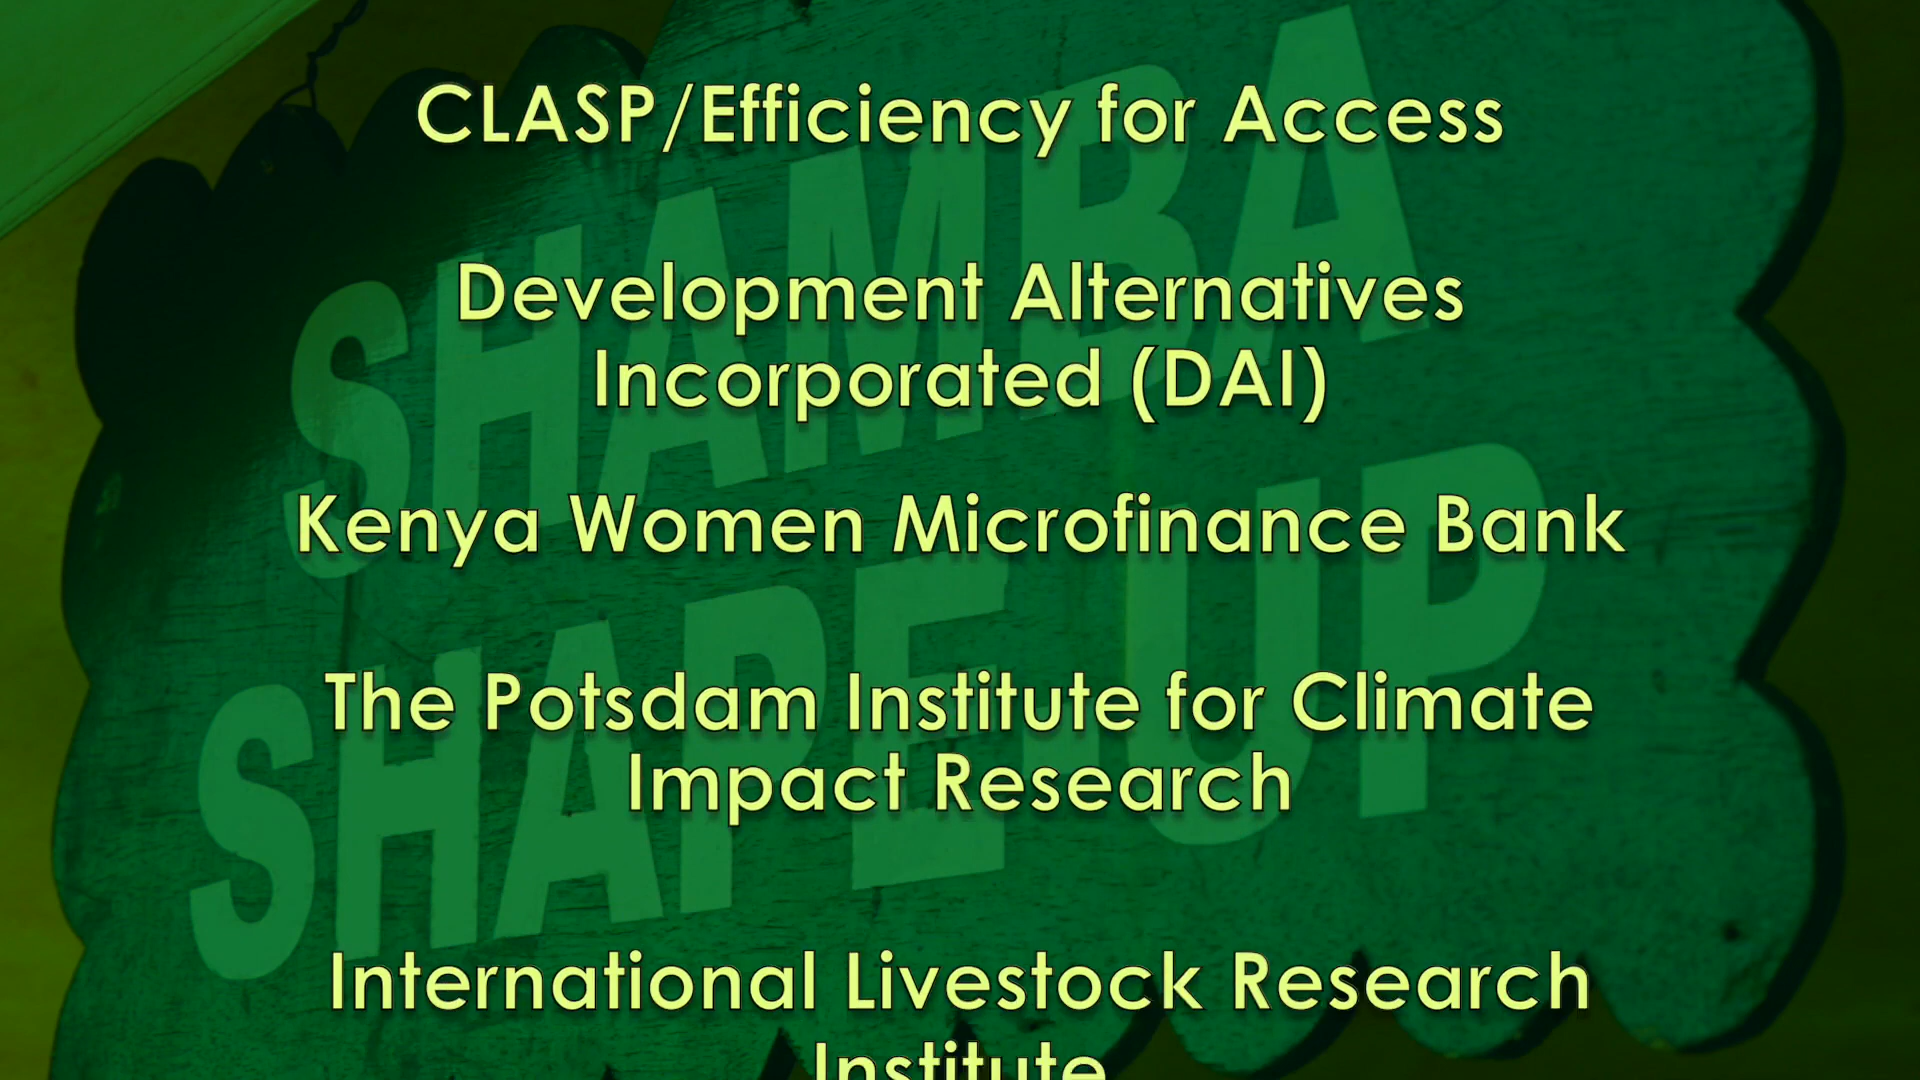 CLASP/Efficiency for Access
Development Alternatives
Incorporated (DAI)
Kenya Women Microfinance Bank
The Potsdam Institute for Climate
Impact Research
International Livestock Research
Institute
SHAMBA
SHAPE UP